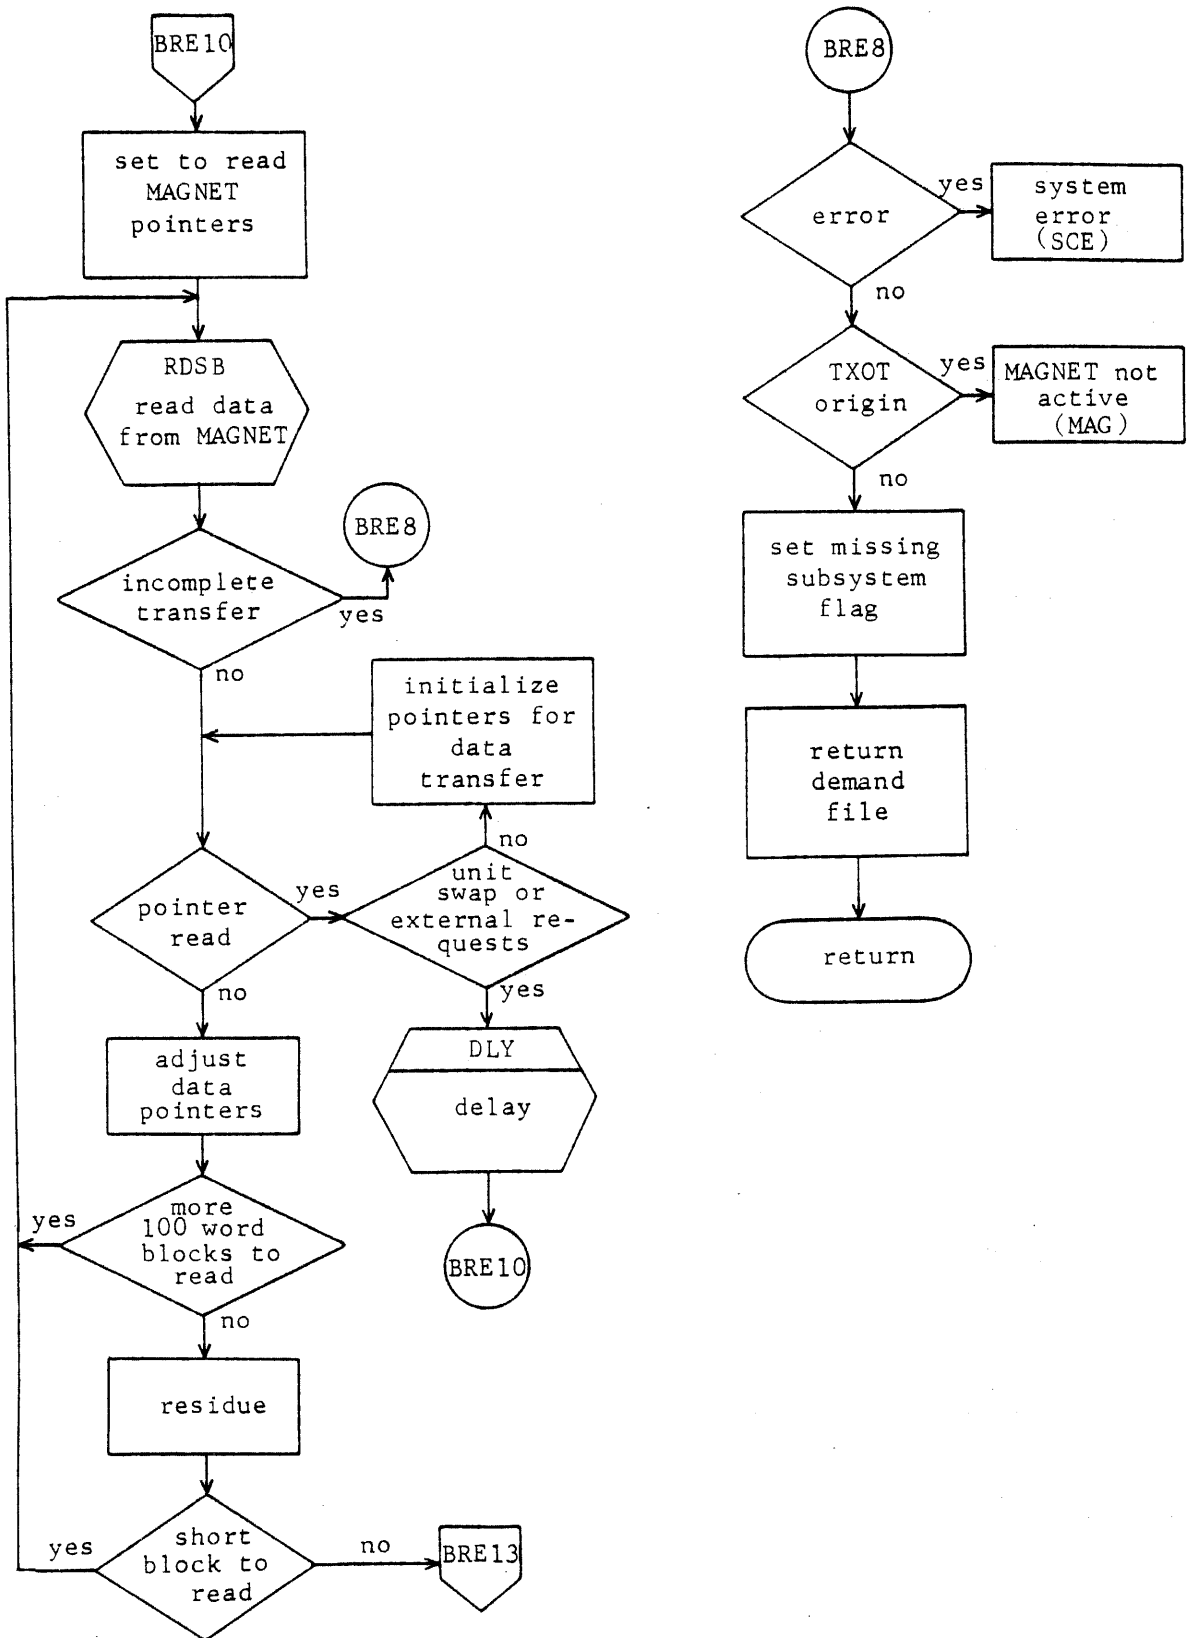 BRE10
set to read
MAGNET
pointers
RDSB
read data
from MAGNET
BRE8
incomplete
transfer
yes
no
initialize
pointers for
data
transfer
no
pointer
read
yes
unit
swap or
external re-
quests
no
yes
adjust
data
pointers
DLY
delay
more
100 word
blocks to
read
yes
BRE10
no
residue
short
block to
read
yes
no
BRE13
BRE8
error
yes
system
error
(SCE)
no
TXOT
origin
yes
MAGNET not
active
(MAG)
no
set missing
subsystem
flag
return
demand
file
return